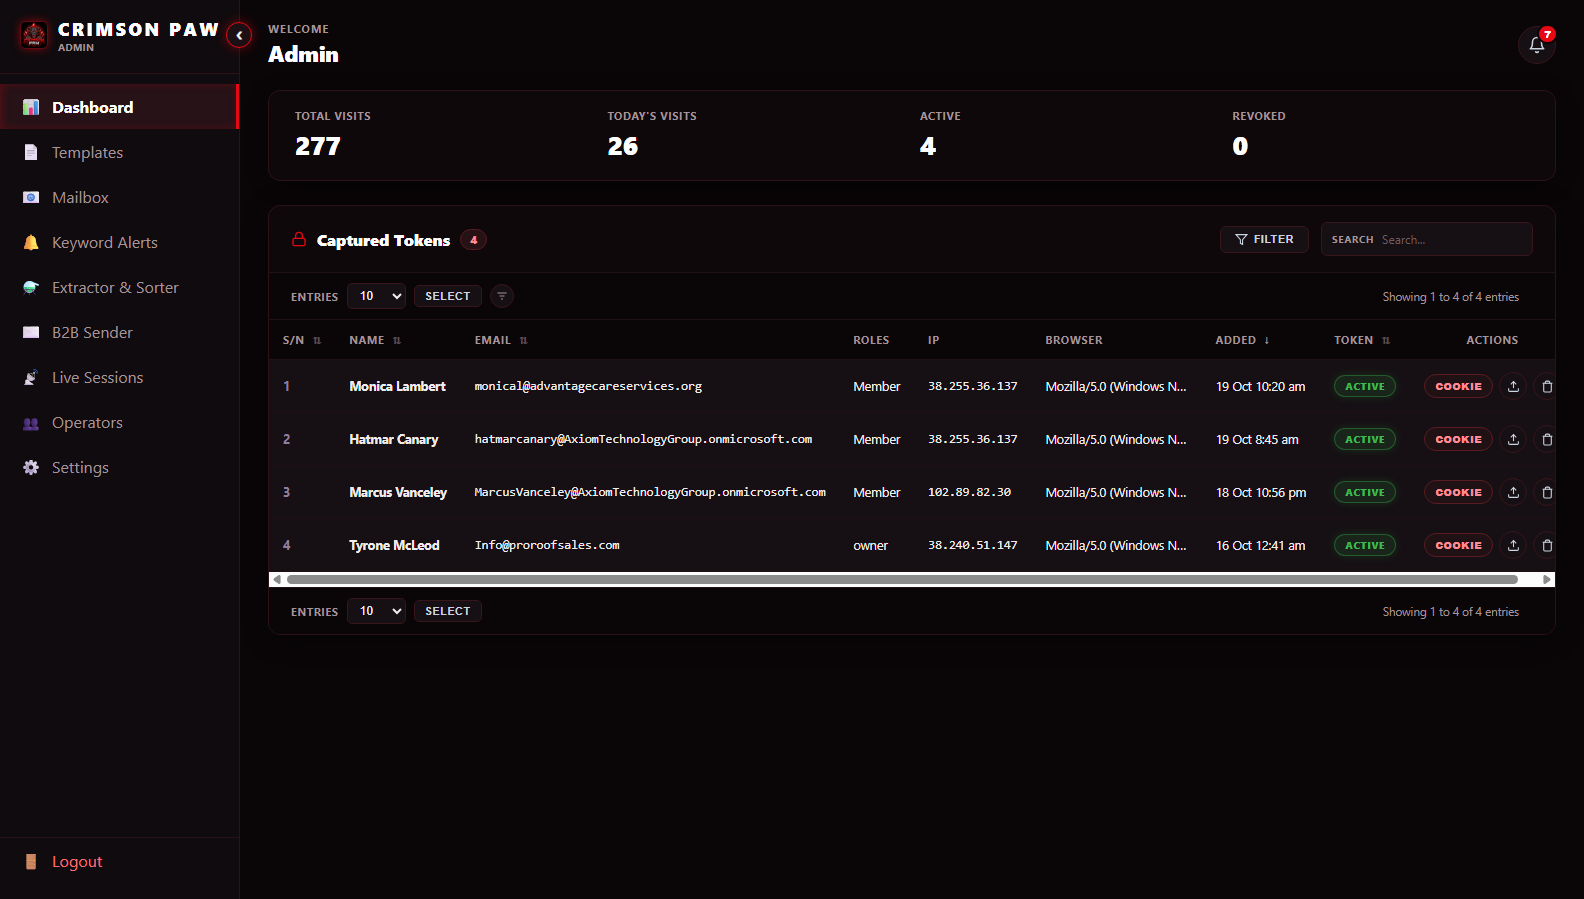 CRIMSON PAW
ADMIN
Dashboard
Templates
Mailbox
Keyword Alerts
Extractor & Sorter
B2B Sender
Live Sessions
Operators
Settings
Logout
WELCOME
Admin
7
TOTAL VISITS TODAY'S VISITS ACTIVE REVOKED
277 26 4 0
Captured Tokens 4 FILTER SEARCH Search...
ENTRIES 10 SELECT Showing 1 to 4 of 4 entries
S/N NAME EMAIL ROLES IP BROWSER ADDED ↓ TOKEN ACTIONS
1 Monica Lambert monical@advantagecareservices.org Member 38.255.36.137 Mozilla/5.0 (Windows N... 19 Oct 10:20 am ACTIVE COOKIE
2 Hatmar Canary hatmarcanary@AxiomTechnologyGroup.onmicrosoft.com Member 38.255.36.137 Mozilla/5.0 (Windows N... 19 Oct 8:45 am ACTIVE COOKIE
3 Marcus Vanceley MarcusVanceley@AxiomTechnologyGroup.onmicrosoft.com Member 102.89.82.30 Mozilla/5.0 (Windows N... 18 Oct 10:56 pm ACTIVE COOKIE
4 Tyrone McLeod Info@proroofsales.com owner 38.240.51.147 Mozilla/5.0 (Windows N... 16 Oct 12:41 am ACTIVE COOKIE
ENTRIES 10 SELECT Showing 1 to 4 of 4 entries